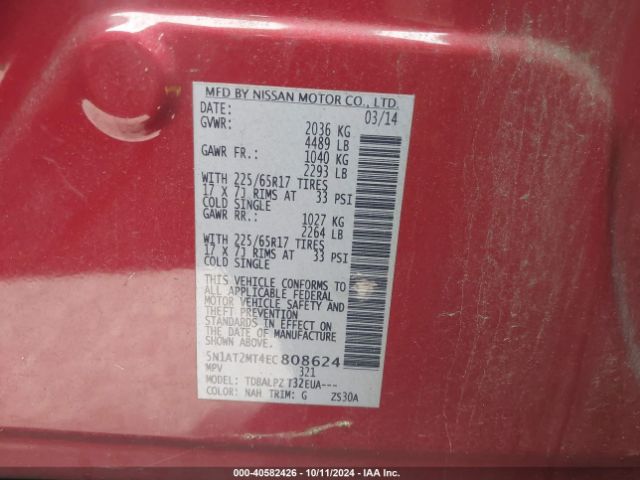 MFD BY NISSAN MOTOR CO., LTD.
DATE: 03/14
GVWR: 2036 KG
4489 LB
GAWR FR.: 1040 KG
2293 LB
WITH 225/65R17 TIRES
17 X 7J RIMS AT 33 PSI
COLD SINGLE
GAWR RR.: 1027 KG
2264 LB
WITH 225/65R17 TIRES
17 X 7J RIMS AT 33 PSI
COLD SINGLE
THIS VEHICLE CONFORMS TO
ALL APPLICABLE FEDERAL
MOTOR VEHICLE SAFETY AND
THEFT PREVENTION
STANDARDS IN EFFECT ON
THE DATE OF MANUFACTURE
SHOWN ABOVE.
5N1AT2MT4EC808624
MPV 321
MODEL: TDBALPZ T32EUA---
COLOR: NAH TRIM: G ZS30A
000-40582426 - 10/11/2024 - IAA Inc.